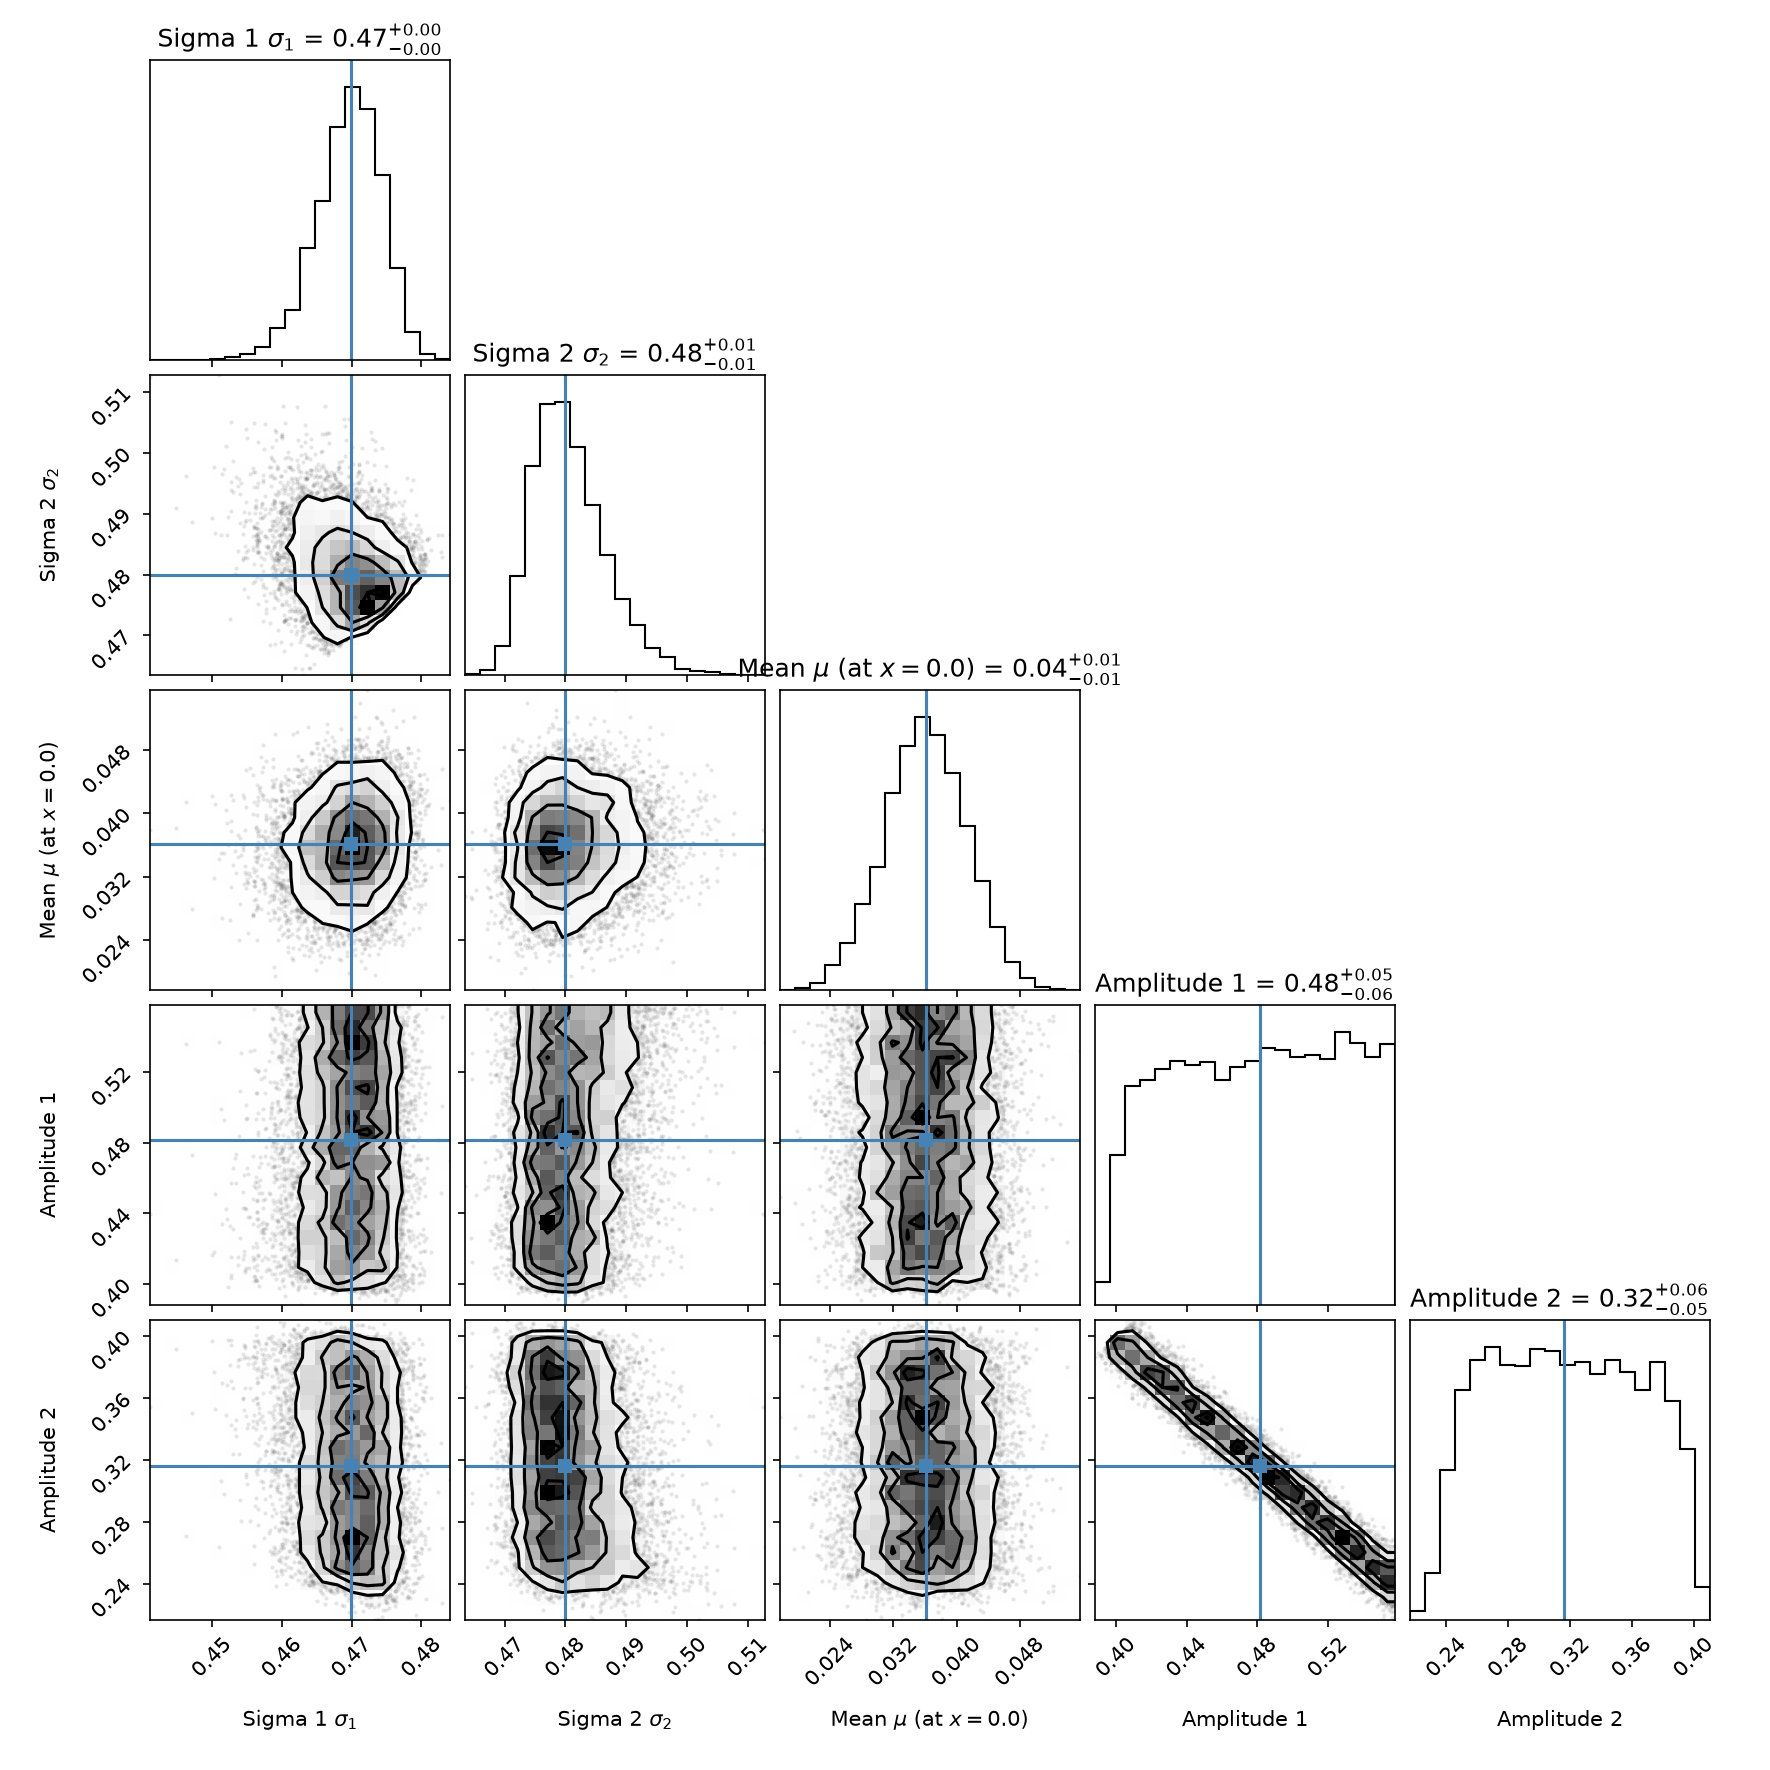 Sigma 1 σ₁ = 0.47 +0.00 −0.00
Sigma 2 σ₂ = 0.48 +0.01 −0.01
0.51
0.50
0.49
0.48
0.47
Sigma 2 σ₂
Mean μ (at x = 0.0) = 0.04 +0.01 −0.01
0.048
0.040
0.032
0.024
Mean μ (at x = 0.0)
Amplitude 1 = 0.48 +0.05 −0.06
0.52
0.48
0.44
0.40
Amplitude 1
Amplitude 2 = 0.32 +0.06 −0.05
0.40
0.36
0.32
0.28
0.24
Amplitude 2
0.45 0.46 0.47 0.48
0.47 0.48 0.49 0.50 0.51
0.024 0.032 0.040 0.048
0.40 0.44 0.48 0.52
0.24 0.28 0.32 0.36 0.40
Sigma 1 σ₁
Sigma 2 σ₂
Mean μ (at x = 0.0)
Amplitude 1
Amplitude 2